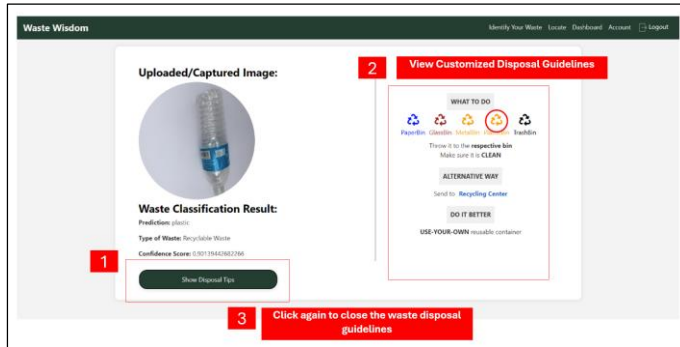 Waste Wisdom
Identify Your Waste Locate Dashboard Account Logout
Uploaded/Captured Image:
Waste Classification Result:
Prediction: plastic
Type of Waste: Recyclable Waste
Confidence Score: 0.90139442682266
1
Show Disposal Tips
2
View Customized Disposal Guidelines
WHAT TO DO
PaperBin GlassBin MetalBin TrashBin
Throw it to the respective bin
Make sure it is CLEAN
ALTERNATIVE WAY
Send to Recycling Center
DO IT BETTER
USE-YOUR-OWN reusable container
3
Click again to close the waste disposal
guidelines